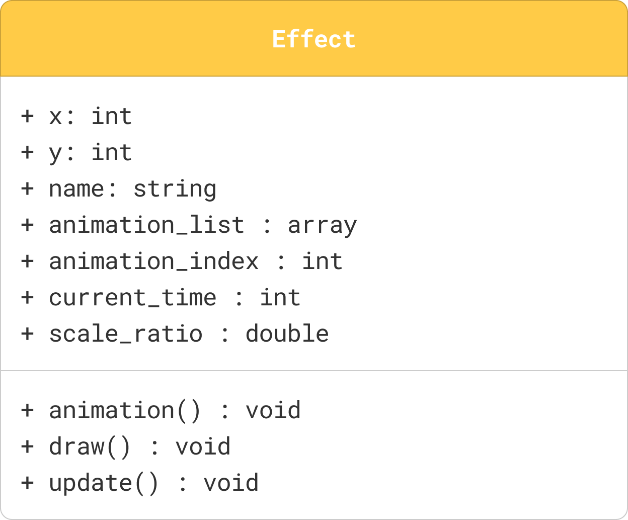 Effect
+ x: int
+ y: int
+ name: string
+ animation_list : array
+ animation_index : int
+ current_time : int
+ scale_ratio : double
+ animation() : void
+ draw() : void
+ update() : void